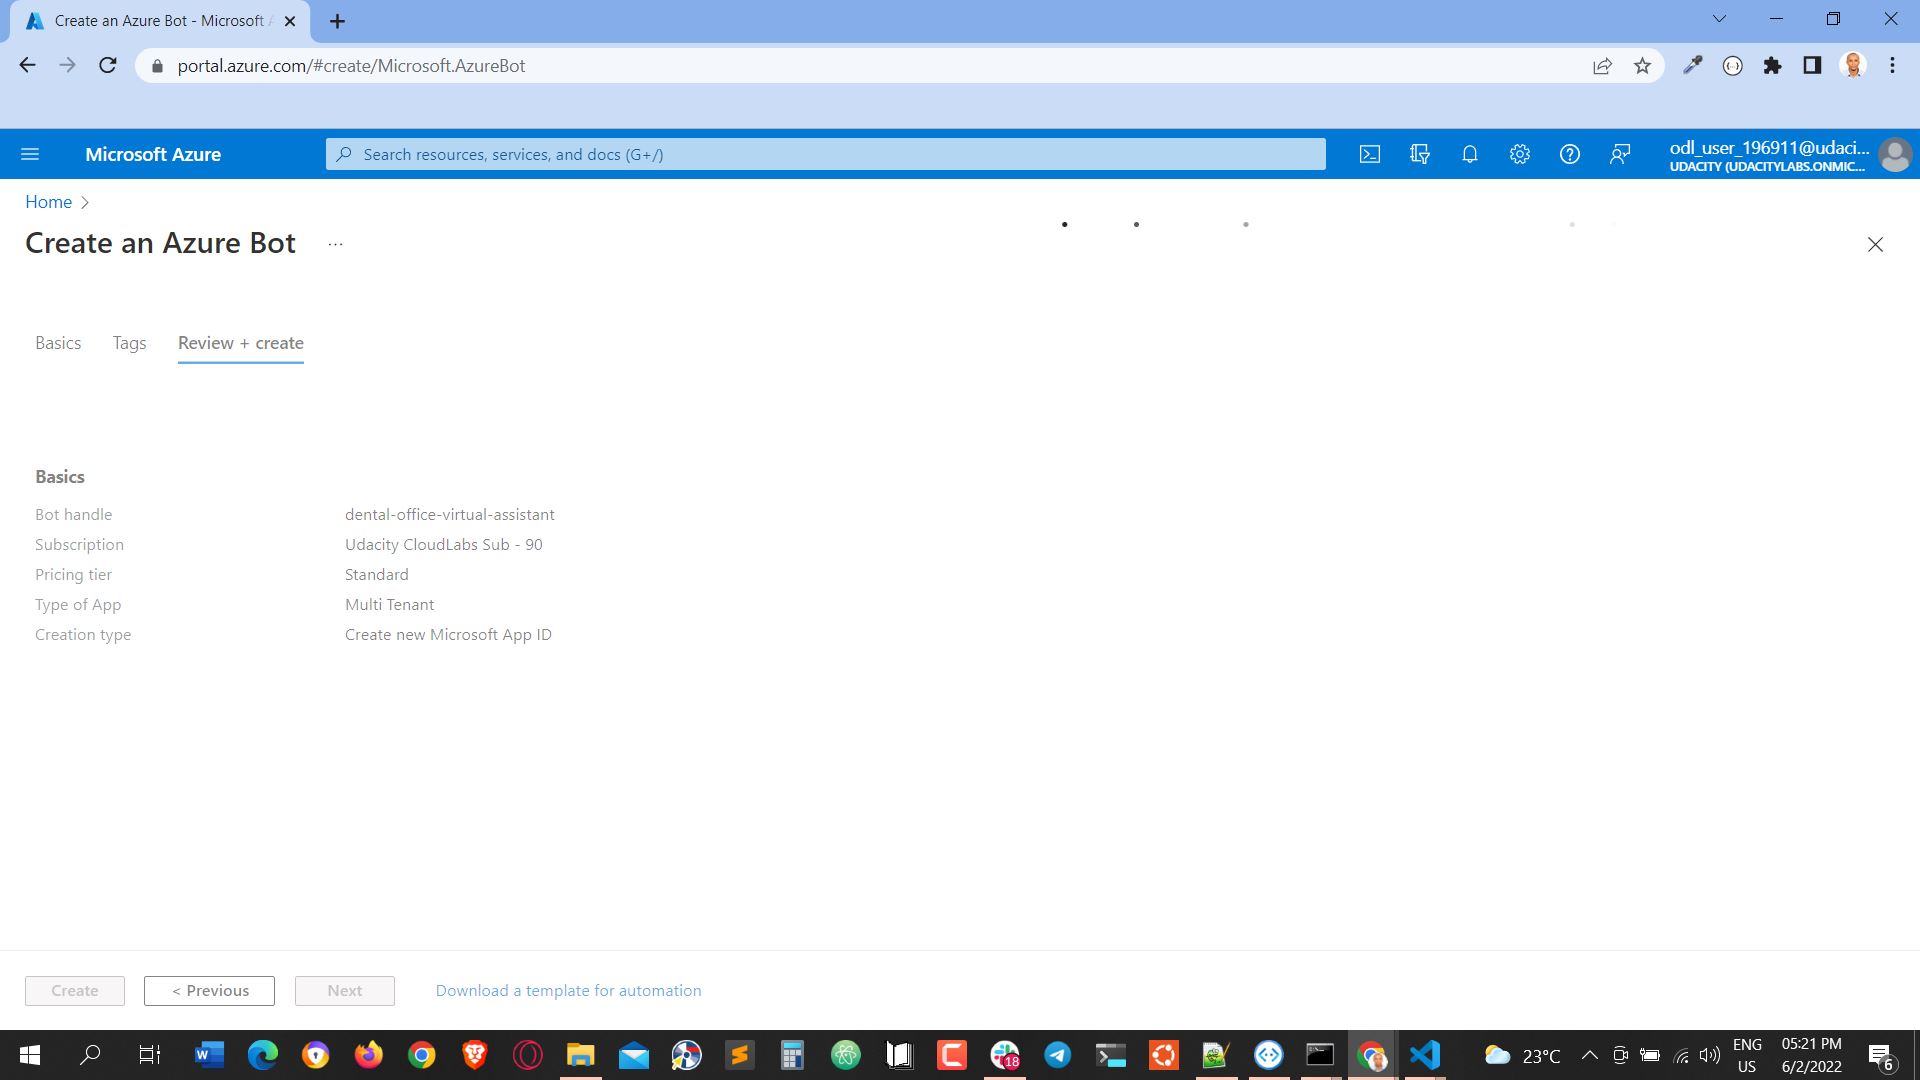 Create an Azure Bot - Microsoft A
portal.azure.com/#create/Microsoft.AzureBot
Microsoft Azure
Search resources, services, and docs (G+/)
odl_user_196911@udaci...
UDACITY (UDACITYLABS.ONMIC...
Home >
Create an Azure Bot ...
Basics Tags Review + create
Basics
Bot handle dental-office-virtual-assistant
Subscription Udacity CloudLabs Sub - 90
Pricing tier Standard
Type of App Multi Tenant
Creation type Create new Microsoft App ID
Create < Previous Next Download a template for automation
18
23°C
ENG
US
05:21 PM
6/2/2022
6